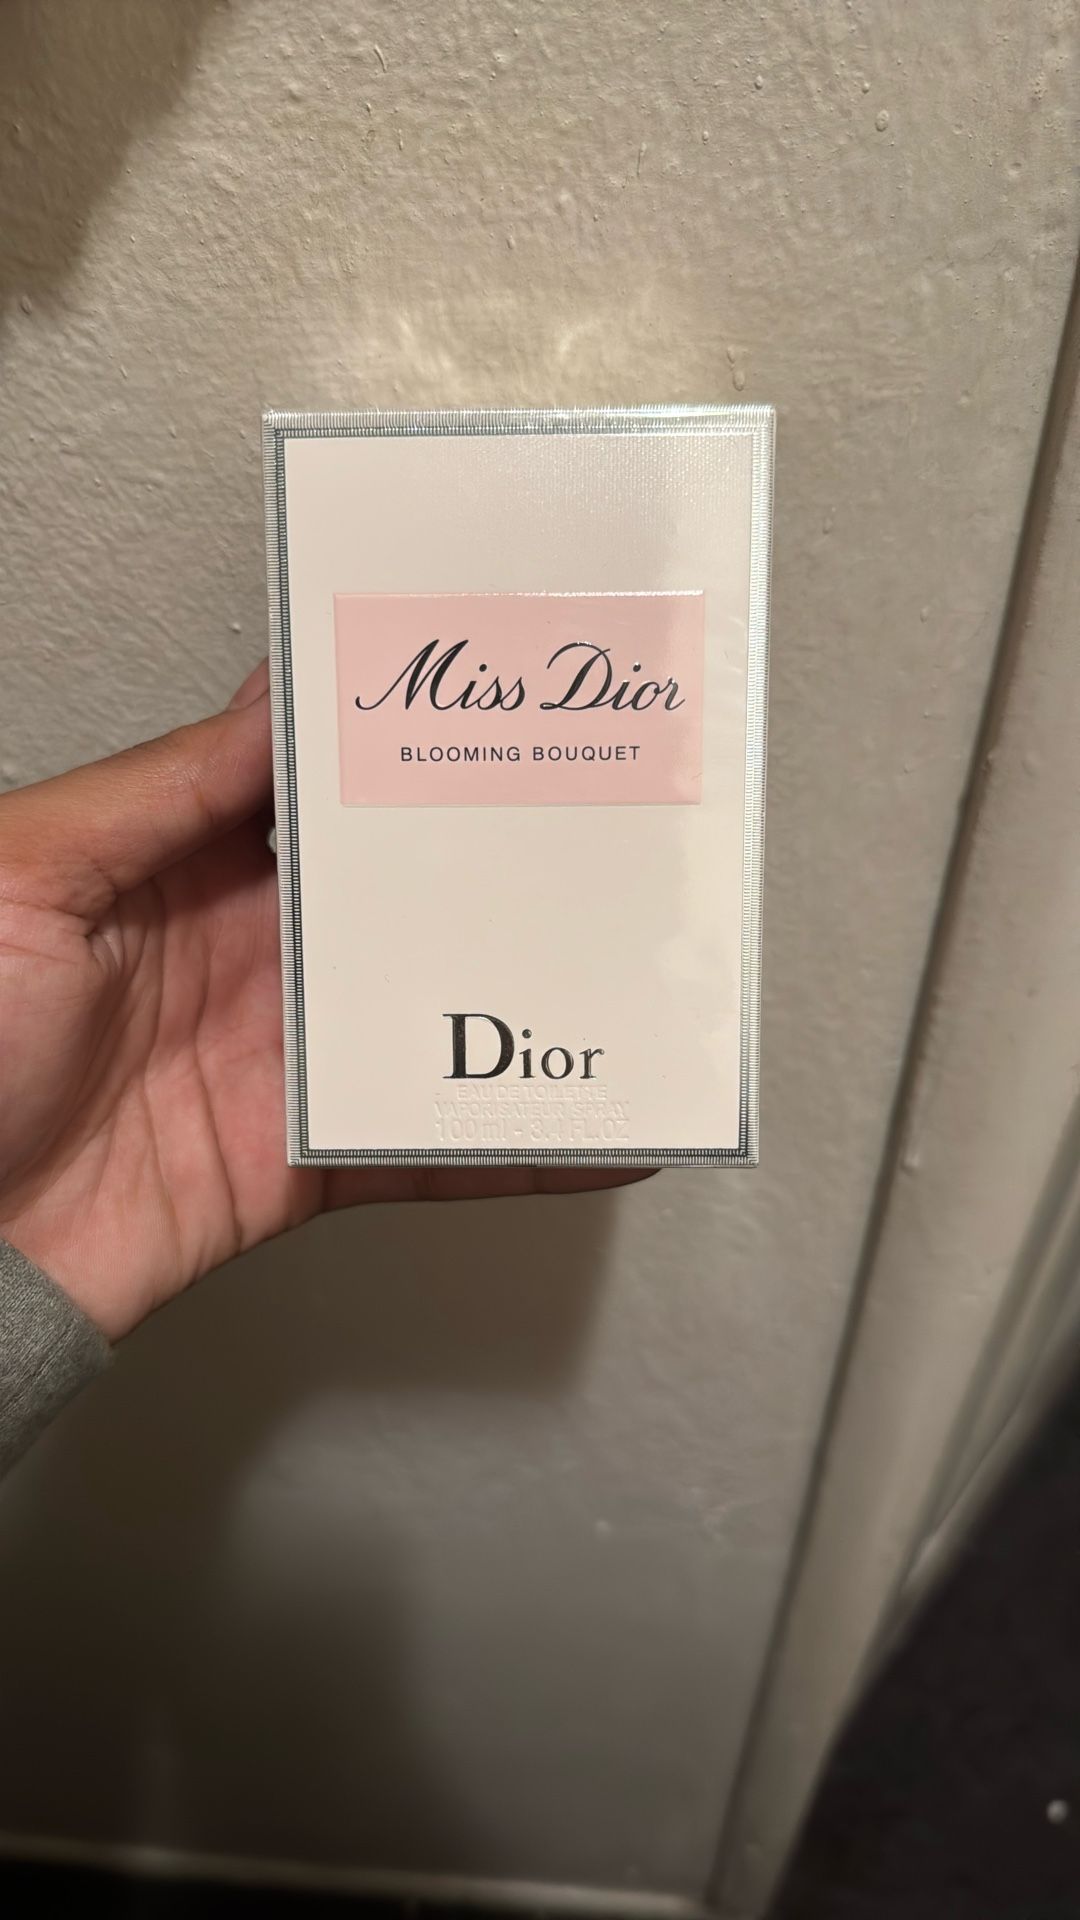 Miss Dior
BLOOMING BOUQUET
Dior
EAU DE TOILETTE
VAPORISATEUR SPRAY
100 ml - 3.4 FL.OZ